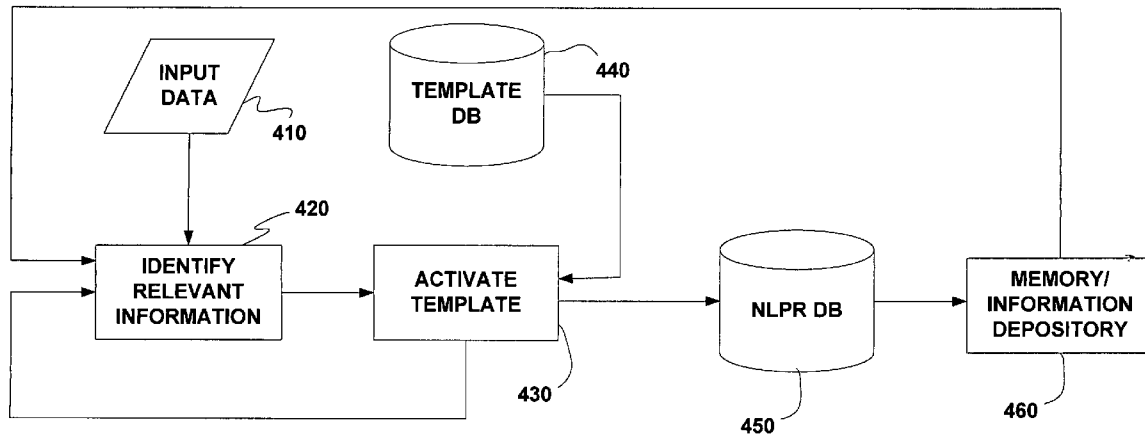 INPUT
DATA
410
TEMPLATE
DB
440
420
IDENTIFY
RELEVANT
INFORMATION
ACTIVATE
TEMPLATE
430
NLPR DB
450
MEMORY/
INFORMATION
DEPOSITORY
460